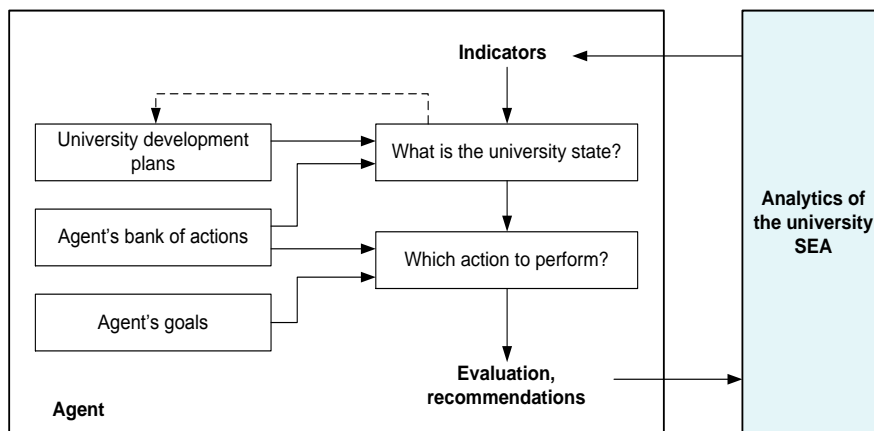 Indicators
University development
plans
What is the university state?
Agent's bank of actions
Which action to perform?
Agent's goals
Evaluation,
recommendations
Agent
Analytics of
the university
SEA